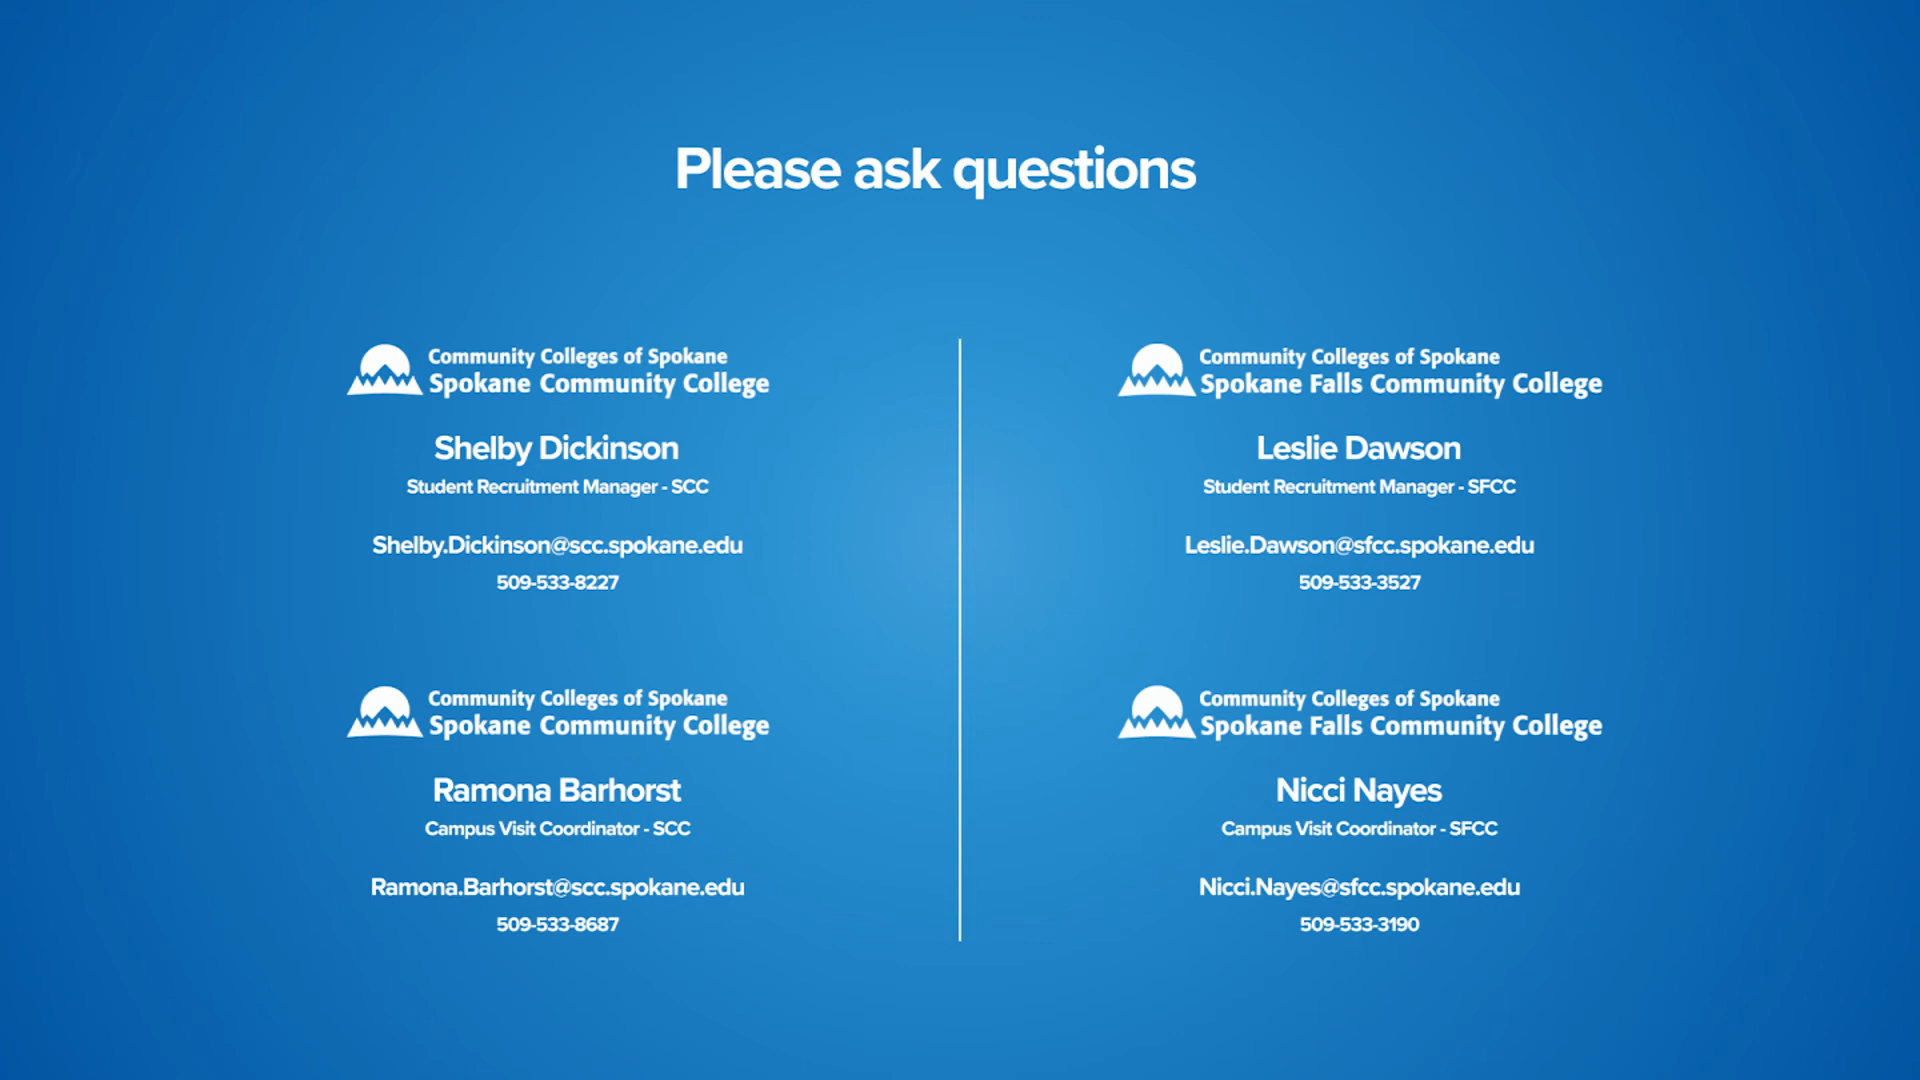 Please ask questions
Community Colleges of Spokane
Spokane Community College
Shelby Dickinson
Student Recruitment Manager - SCC
Shelby.Dickinson@scc.spokane.edu
509-533-8227
Community Colleges of Spokane
Spokane Community College
Ramona Barhorst
Campus Visit Coordinator - SCC
Ramona.Barhorst@scc.spokane.edu
509-533-8687
Community Colleges of Spokane
Spokane Falls Community College
Leslie Dawson
Student Recruitment Manager - SFCC
Leslie.Dawson@sfcc.spokane.edu
509-533-3527
Community Colleges of Spokane
Spokane Falls Community College
Nicci Nayes
Campus Visit Coordinator - SFCC
Nicci.Nayes@sfcc.spokane.edu
509-533-3190